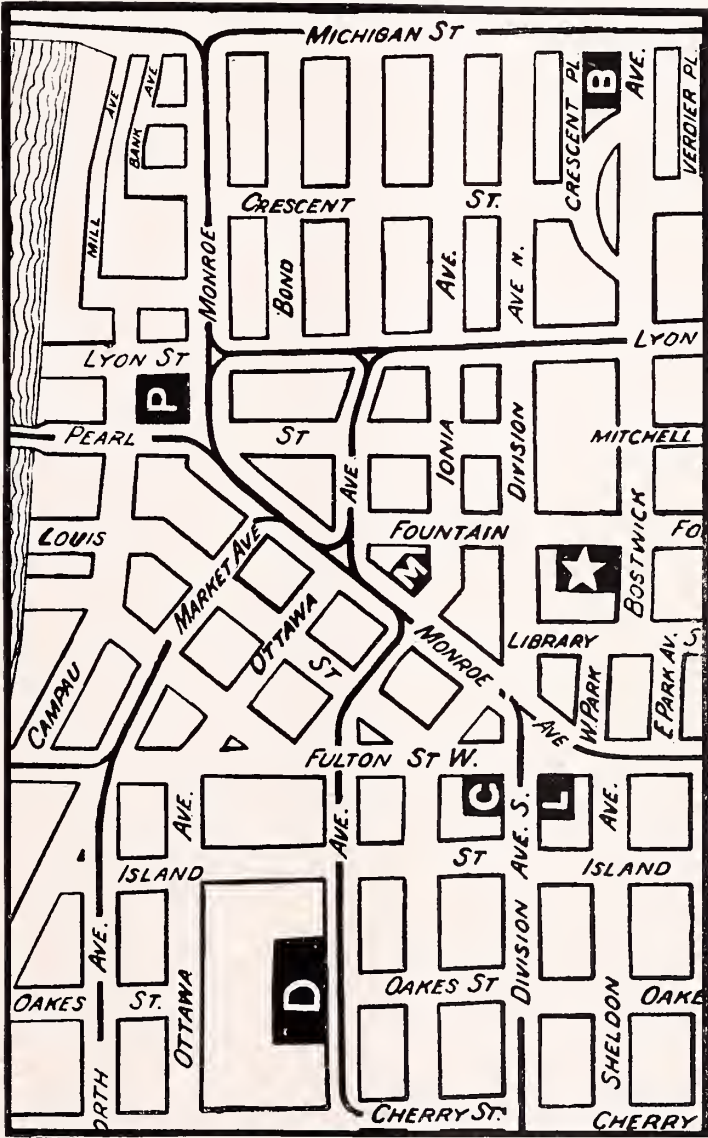 MICHIGAN ST
MILL AVE
BANK AVE
CRESCENT PL
B
AVE.
VERDIER PL.
CRESCENT ST.
MONROE
BOND
AVE.
AVE N.
LYON
LYON ST
P
PEARL ST
IONIA
DIVISION
MITCHELL
AVE
LOUIS
FOUNTAIN
FO
BOSTWICK
MARKET AVE
M
OTTAWA ST
MONROE AVE
LIBRARY
CAMPAU
W. PARK
E PARK AV. S
FULTON ST W.
C
L
AVE.
AVE.
AVE. S.
AVE.
ISLAND ST
ISLAND
AVE.
OTTAWA
D
DIVISION
OAKES ST.
OAKES ST
OAKE
SHELDON
ORTH
CHERRY ST.
CHERRY